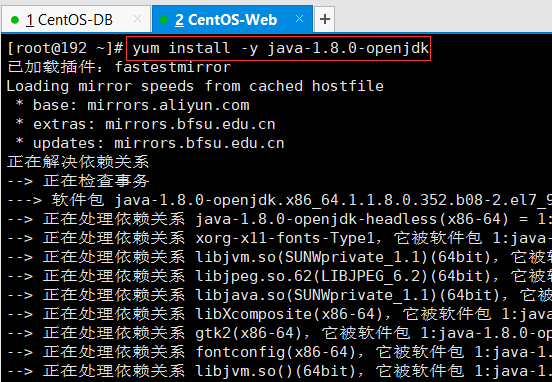 1 CentOS-DB
2 CentOS-Web
[root@192 ~]# yum install -y java-1.8.0-openjdk
已加载插件：fastestmirror
Loading mirror speeds from cached hostfile
* base: mirrors.aliyun.com
* extras: mirrors.bfsu.edu.cn
* updates: mirrors.bfsu.edu.cn
正在解决依赖关系
--> 正在检查事务
---> 软件包 java-1.8.0-openjdk.x86_64.1.1.8.0.352.b08-2.el7_9
--> 正在处理依赖关系 java-1.8.0-openjdk-headless(x86-64) = 1:
--> 正在处理依赖关系 xorg-x11-fonts-Type1，它被软件包 1:java-
--> 正在处理依赖关系 libjvm.so(SUNWprivate_1.1)(64bit)，它被软
--> 正在处理依赖关系 libjpeg.so.62(LIBJPEG_6.2)(64bit)，它被软
--> 正在处理依赖关系 libjava.so(SUNWprivate_1.1)(64bit)，它被
--> 正在处理依赖关系 libXcomposite(x86-64)，它被软件包 1:java
--> 正在处理依赖关系 gtk2(x86-64)，它被软件包 1:java-1.8.0-op
--> 正在处理依赖关系 fontconfig(x86-64)，它被软件包 1:java-1.
--> 正在处理依赖关系 libjvm.so()(64bit)，它被软件包 1:java-1.